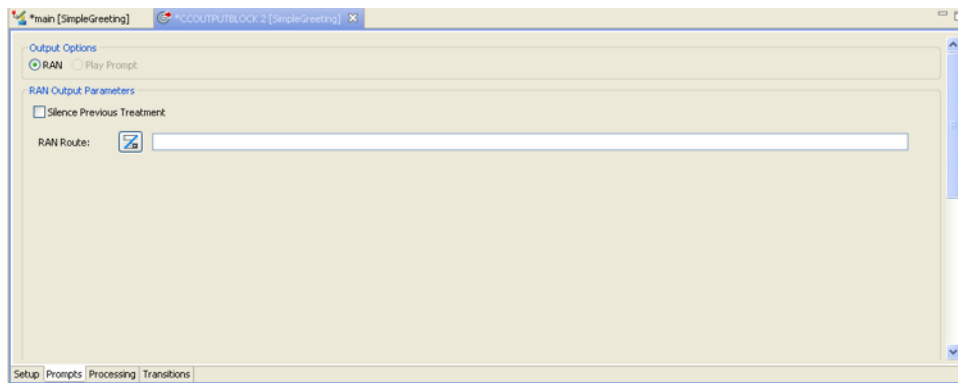 *main [SimpleGreeting] *CCOUTPUTBLOCK 2 [SimpleGreeting]
Output Options
RAN Play Prompt
RAN Output Parameters
Silence Previous Treatment
RAN Route:
Setup Prompts Processing Transitions